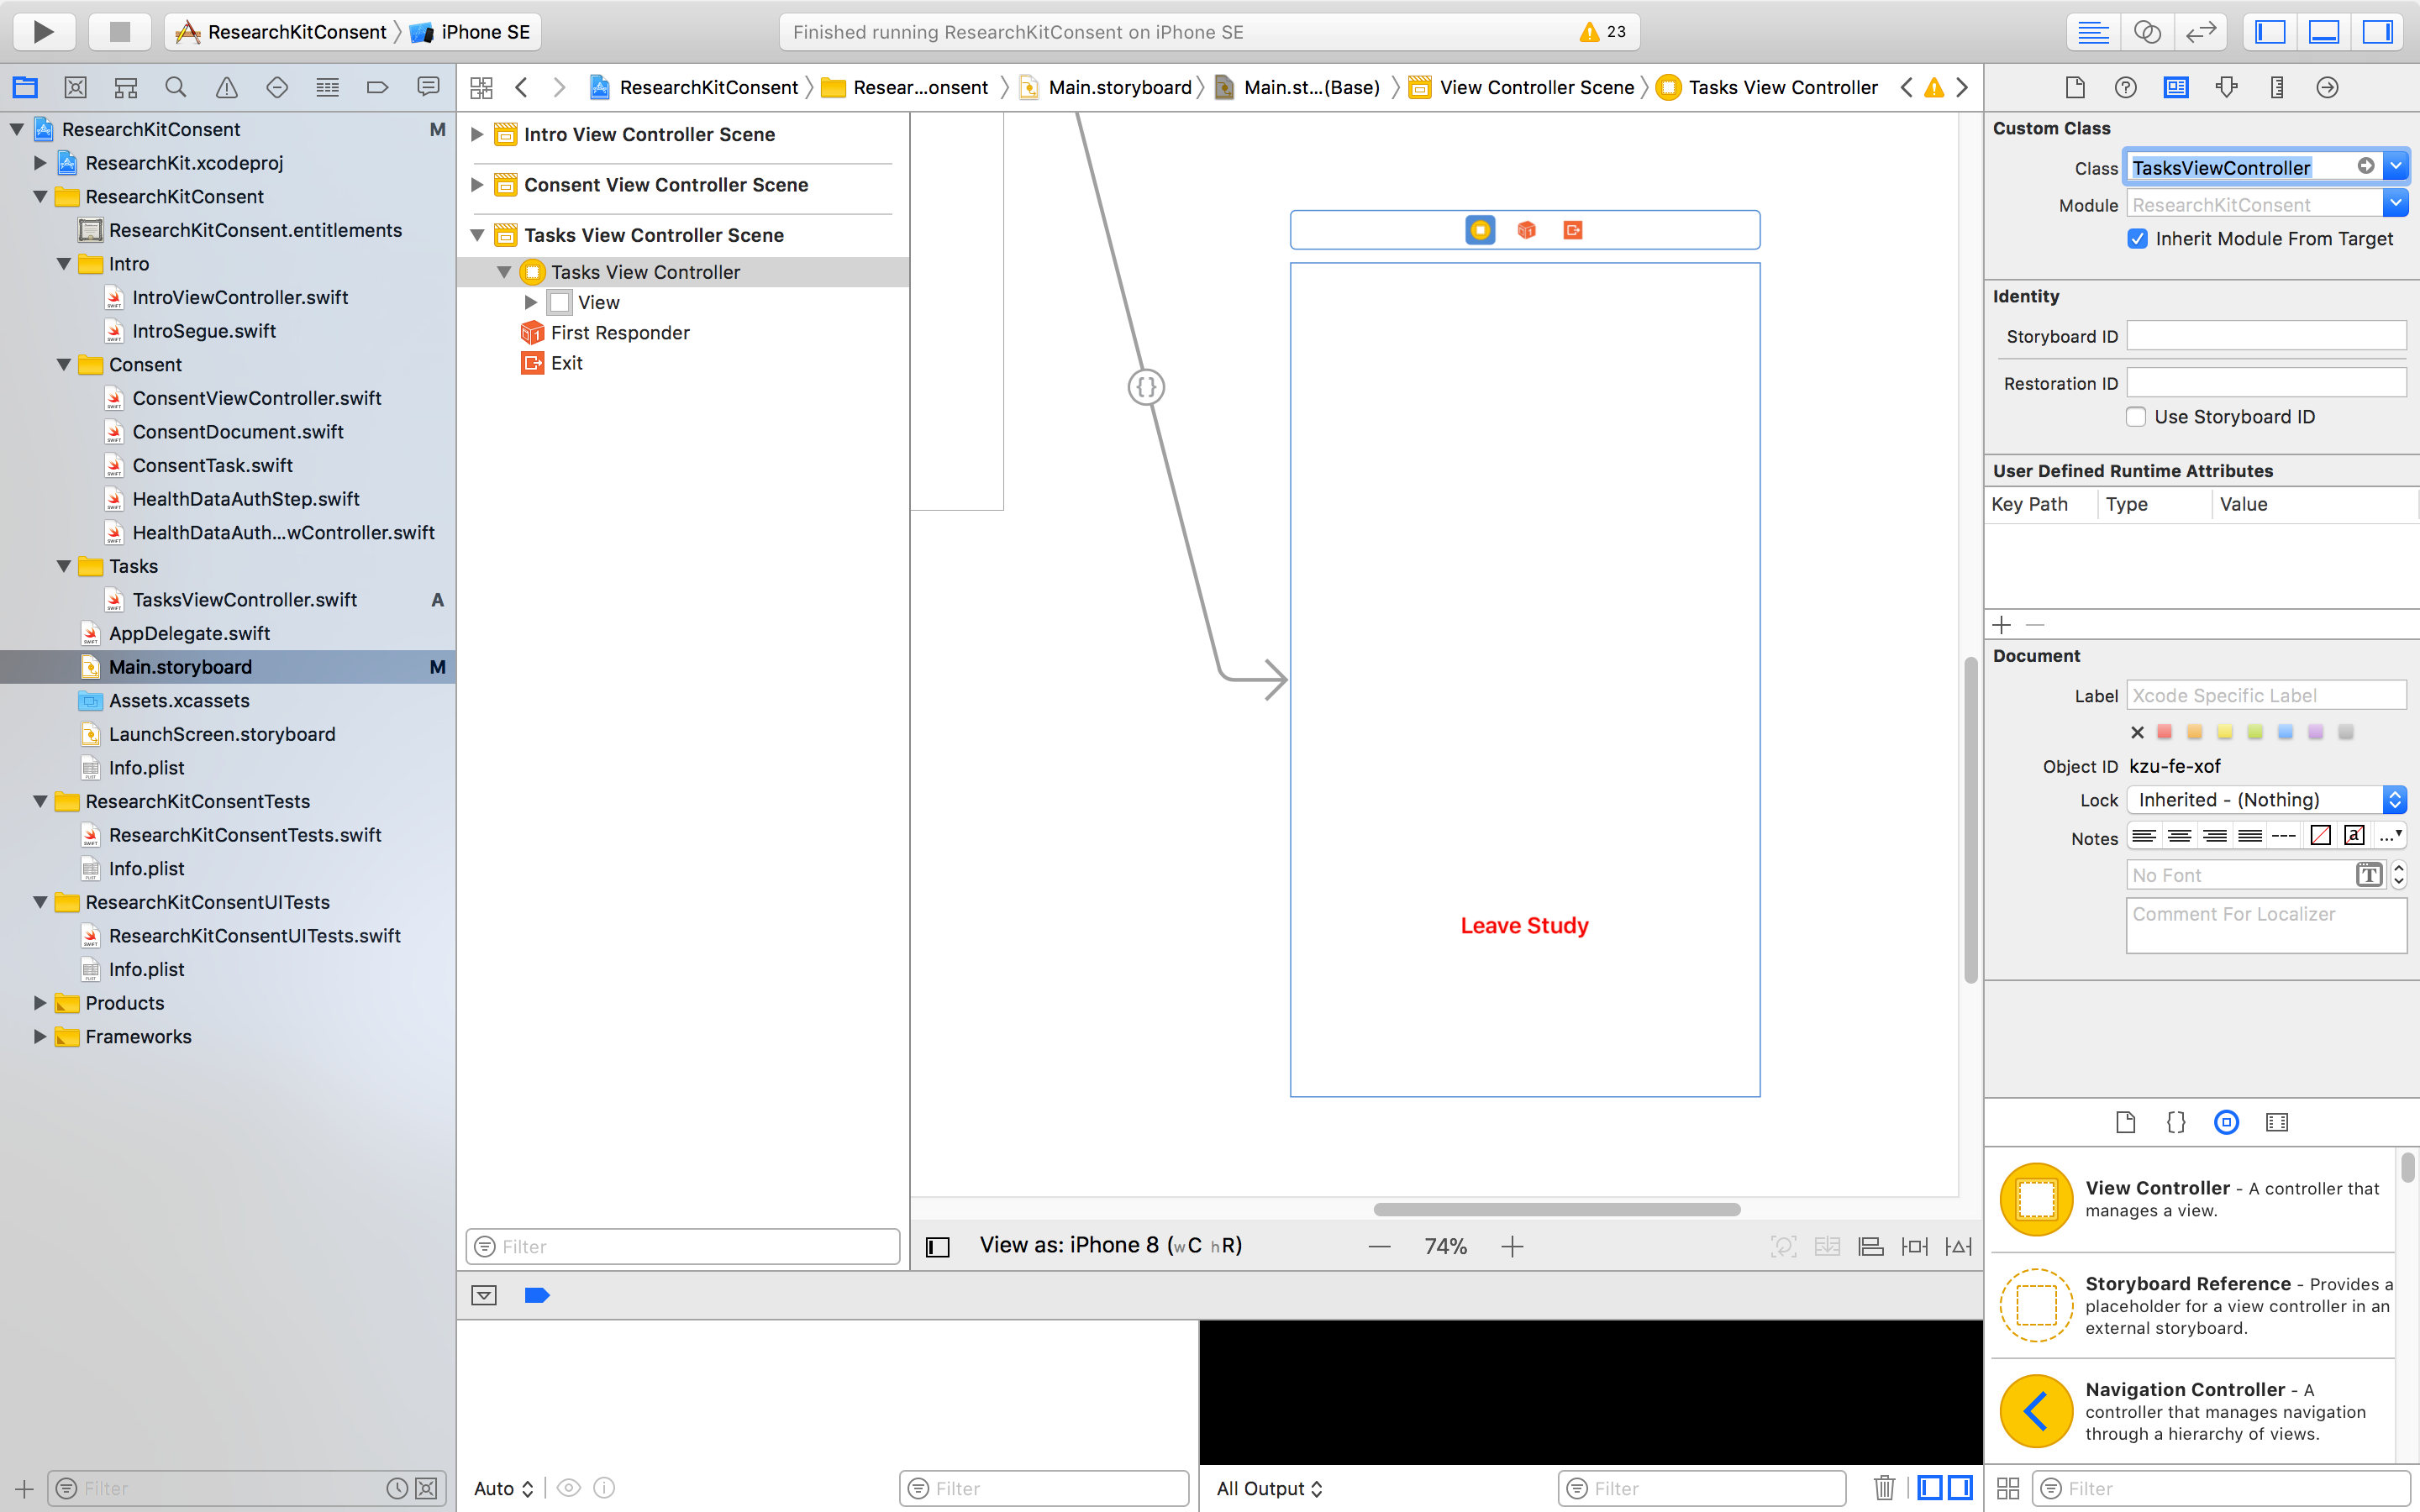 ResearchKitConsent
iPhone SE
Finished running ResearchKitConsent on iPhone SE
23
ResearchKitConsent
Resear...onsent
Main.storyboard
Main.st...(Base)
View Controller Scene
Tasks View Controller
ResearchKitConsent M
ResearchKit.xcodeproj
ResearchKitConsent
ResearchKitConsent.entitlements
Intro
IntroViewController.swift
IntroSegue.swift
Consent
ConsentViewController.swift
ConsentDocument.swift
ConsentTask.swift
HealthDataAuthStep.swift
HealthDataAuth...wController.swift
Tasks
TasksViewController.swift A
AppDelegate.swift
Main.storyboard M
Assets.xcassets
LaunchScreen.storyboard
Info.plist
ResearchKitConsentTests
ResearchKitConsentTests.swift
Info.plist
ResearchKitConsentUITests
ResearchKitConsentUITests.swift
Info.plist
Products
Frameworks
Filter
Intro View Controller Scene
Consent View Controller Scene
Tasks View Controller Scene
Tasks View Controller
View
First Responder
Exit
Filter
Leave Study
View as: iPhone 8 (wC hR)
74%
Auto
Filter
All Output
Filter
Custom Class
Class TasksViewController
Module ResearchKitConsent
Inherit Module From Target
Identity
Storyboard ID
Restoration ID
Use Storyboard ID
User Defined Runtime Attributes
Key Path Type Value
Document
Label Xcode Specific Label
Object ID kzu-fe-xof
Lock Inherited - (Nothing)
Notes
No Font
Comment For Localizer
View Controller - A controller that
manages a view.
Storyboard Reference - Provides a
placeholder for a view controller in an
external storyboard.
Navigation Controller - A
controller that manages navigation
through a hierarchy of views.
Filter